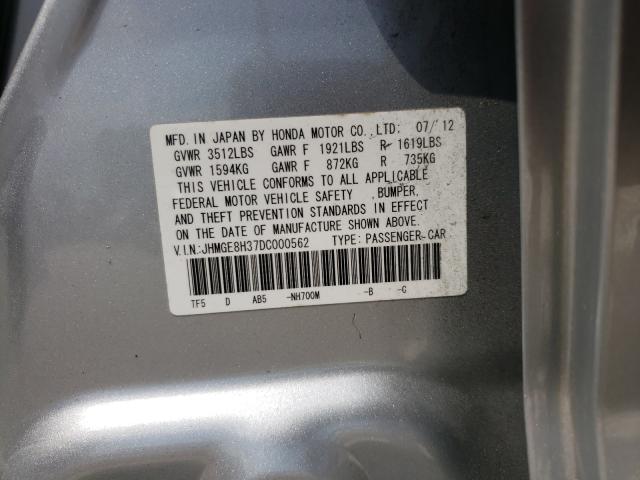 MFD. IN JAPAN BY HONDA MOTOR CO., LTD: 07/'12
GVWR 3512LBS GAWR F 1921LBS R 1619LBS
GVWR 1594KG GAWR F 872KG R 735KG
THIS VEHICLE CONFORMS TO ALL APPLICABLE
FEDERAL MOTOR VEHICLE SAFETY , BUMPER,
AND THEFT PREVENTION STANDARDS IN EFFECT
ON THE DATE OF MANUFACTURE SHOWN ABOVE.
V.I.N.:JHMGE8H37DC000562 TYPE: PASSENGER CAR
TF5 D AB5 -NH700M -B -G